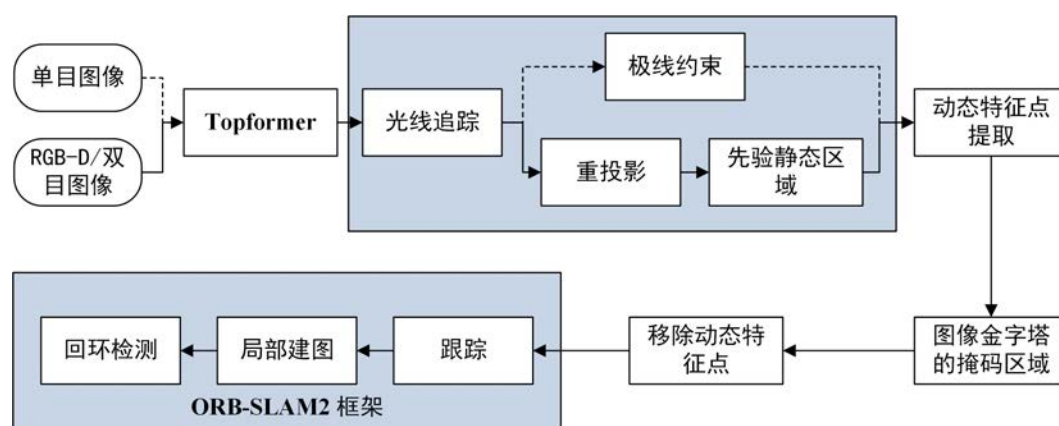 单目图像
RGB-D/双
目图像
Topformer
光线追踪
极线约束
重投影
先验静态区
域
动态特征点
提取
图像金字塔
的掩码区域
移除动态特
征点
跟踪
局部建图
回环检测
ORB-SLAM2 框架